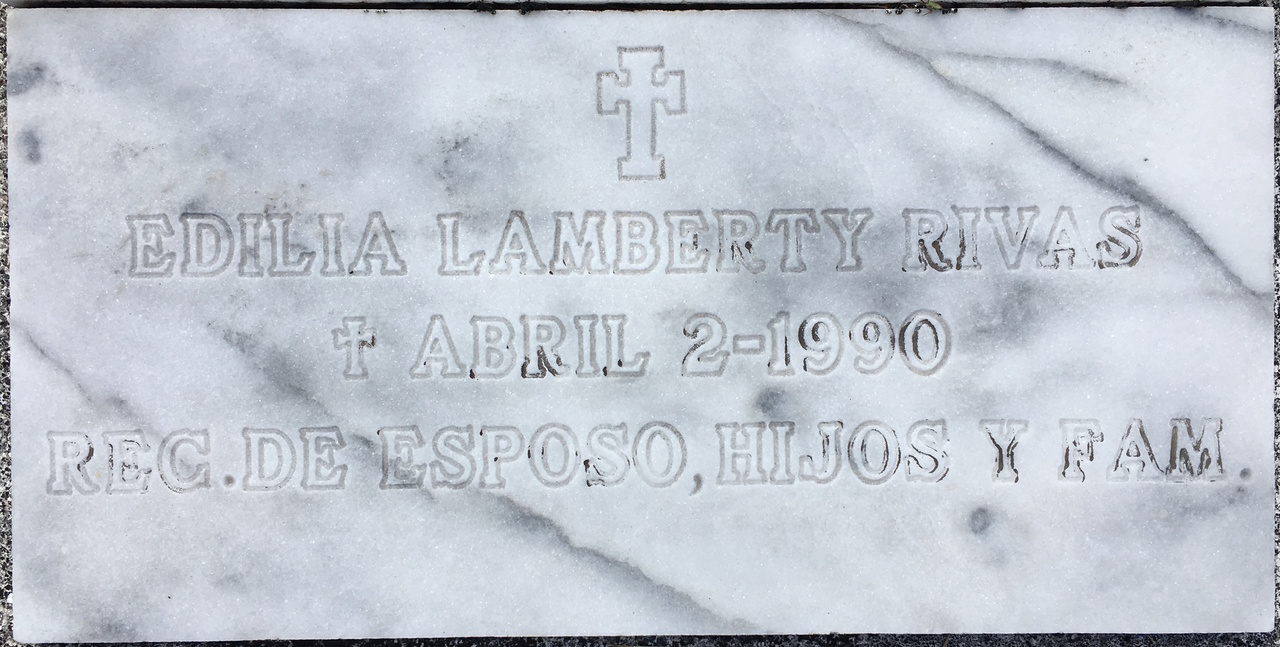 EDILIA LAMBERTY RIVAS
† ABRIL 2-1990
REC. DE ESPOSO, HIJOS Y FAM.